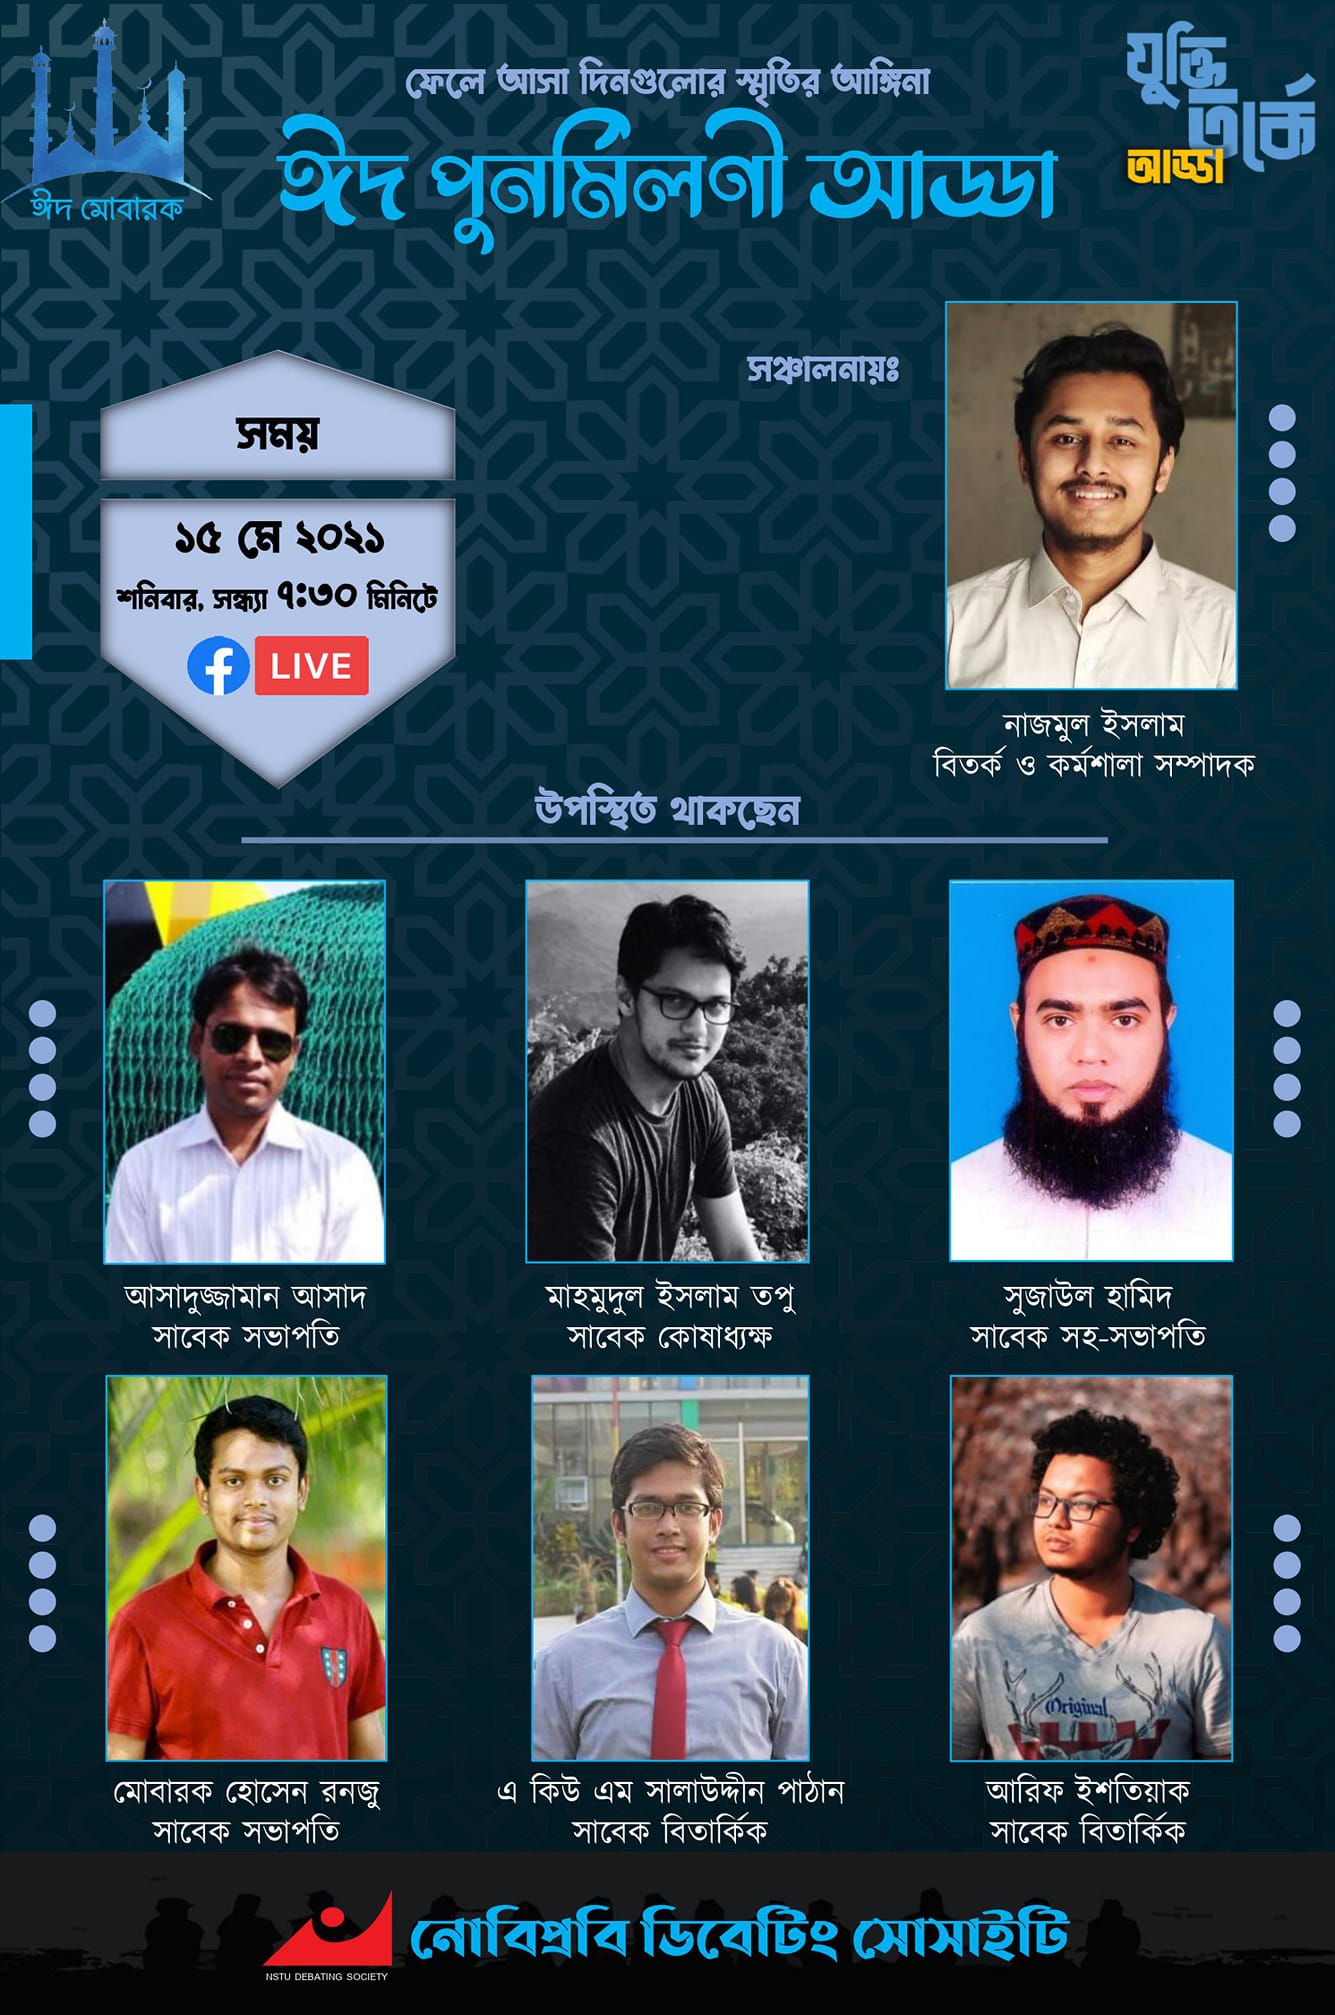 ঈদ মোবারক
ফেলে আসা দিনগুলোর স্মৃতির আঙ্গিনা
ঈদ পুনর্মিলণী আড্ডা
যুক্তি
তর্কে
আড্ডা
সঞ্চালনায়ঃ
সময়
১৫ মে ২০২১
শনিবার, সন্ধ্যা ৭:৩০ মিনিটে
f LIVE
নাজমুল ইসলাম
বিতর্ক ও কর্মশালা সম্পাদক
উপস্থিত থাকছেন
আসাদুজ্জামান আসাদ
সাবেক সভাপতি
মাহমুদুল ইসলাম তপু
সাবেক কোষাধ্যক্ষ
সুজাউল হামিদ
সাবেক সহ-সভাপতি
Original
মোবারক হোসেন রনজু
সাবেক সভাপতি
এ কিউ এম সালাউদ্দীন পাঠান
সাবেক বিতার্কিক
আরিফ ইশতিয়াক
সাবেক বিতার্কিক
নোবিপ্রবি ডিবেটিং সোসাইটি
NSTU DEBATING SOCIETY